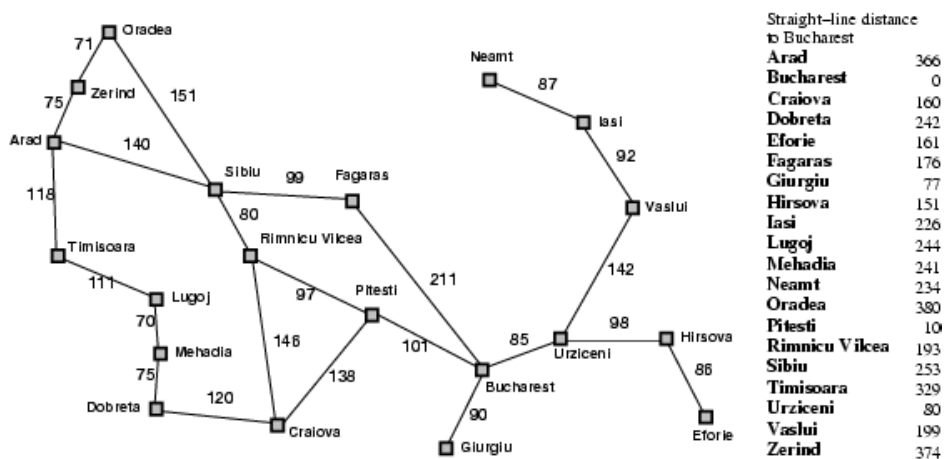 Oradea
71
Neamt
87
Zerind
151
75
Iasi
Arad
140
92
Sibiu
99
Fagaras
118
80
Vaslui
Rimnicu Vilcea
Timisoara
142
111
211
Lugoj
97
Pitesti
70
98
Hirsova
146
85
101
Urziceni
Mehadia
138
86
75
Bucharest
120
90
Dobreta
Craiova
Eforie
Giurgiu
Straight–line distance
to Bucharest
Arad 366
Bucharest 0
Craiova 160
Dobreta 242
Eforie 161
Fagaras 176
Giurgiu 77
Hirsova 151
Iasi 226
Lugoj 244
Mehadia 241
Neamt 234
Oradea 380
Pitesti
Rimnicu Vilcea 193
Sibiu 253
Timisoara 329
Urziceni 80
Vaslui 199
Zerind 374